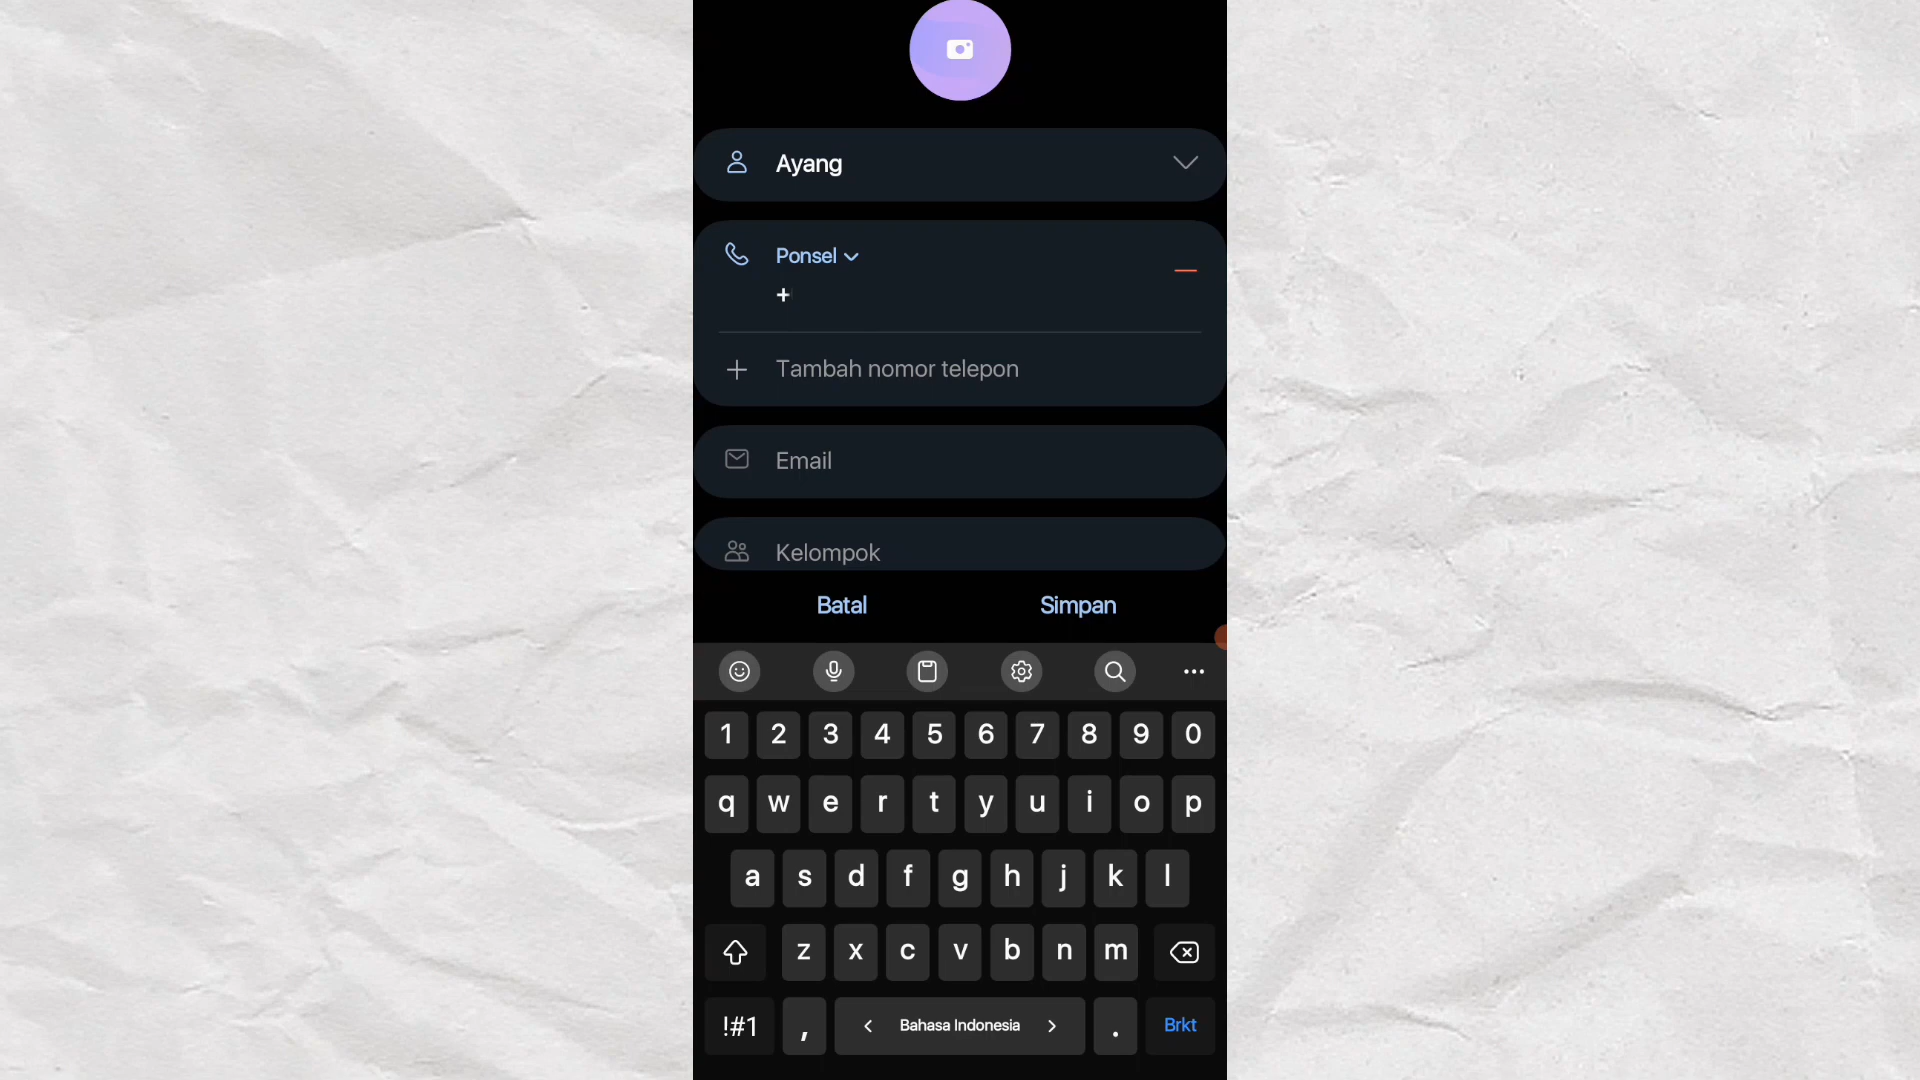 Ayang
Ponsel
+
Tambah nomor telepon
Email
Kelompok
Batal Simpan
1 2 3 4 5 6 7 8 9 0
q w e r t y u i o p
a s d f g h j k l
z x c v b n m
!#1 , < Bahasa Indonesia > . Brkt